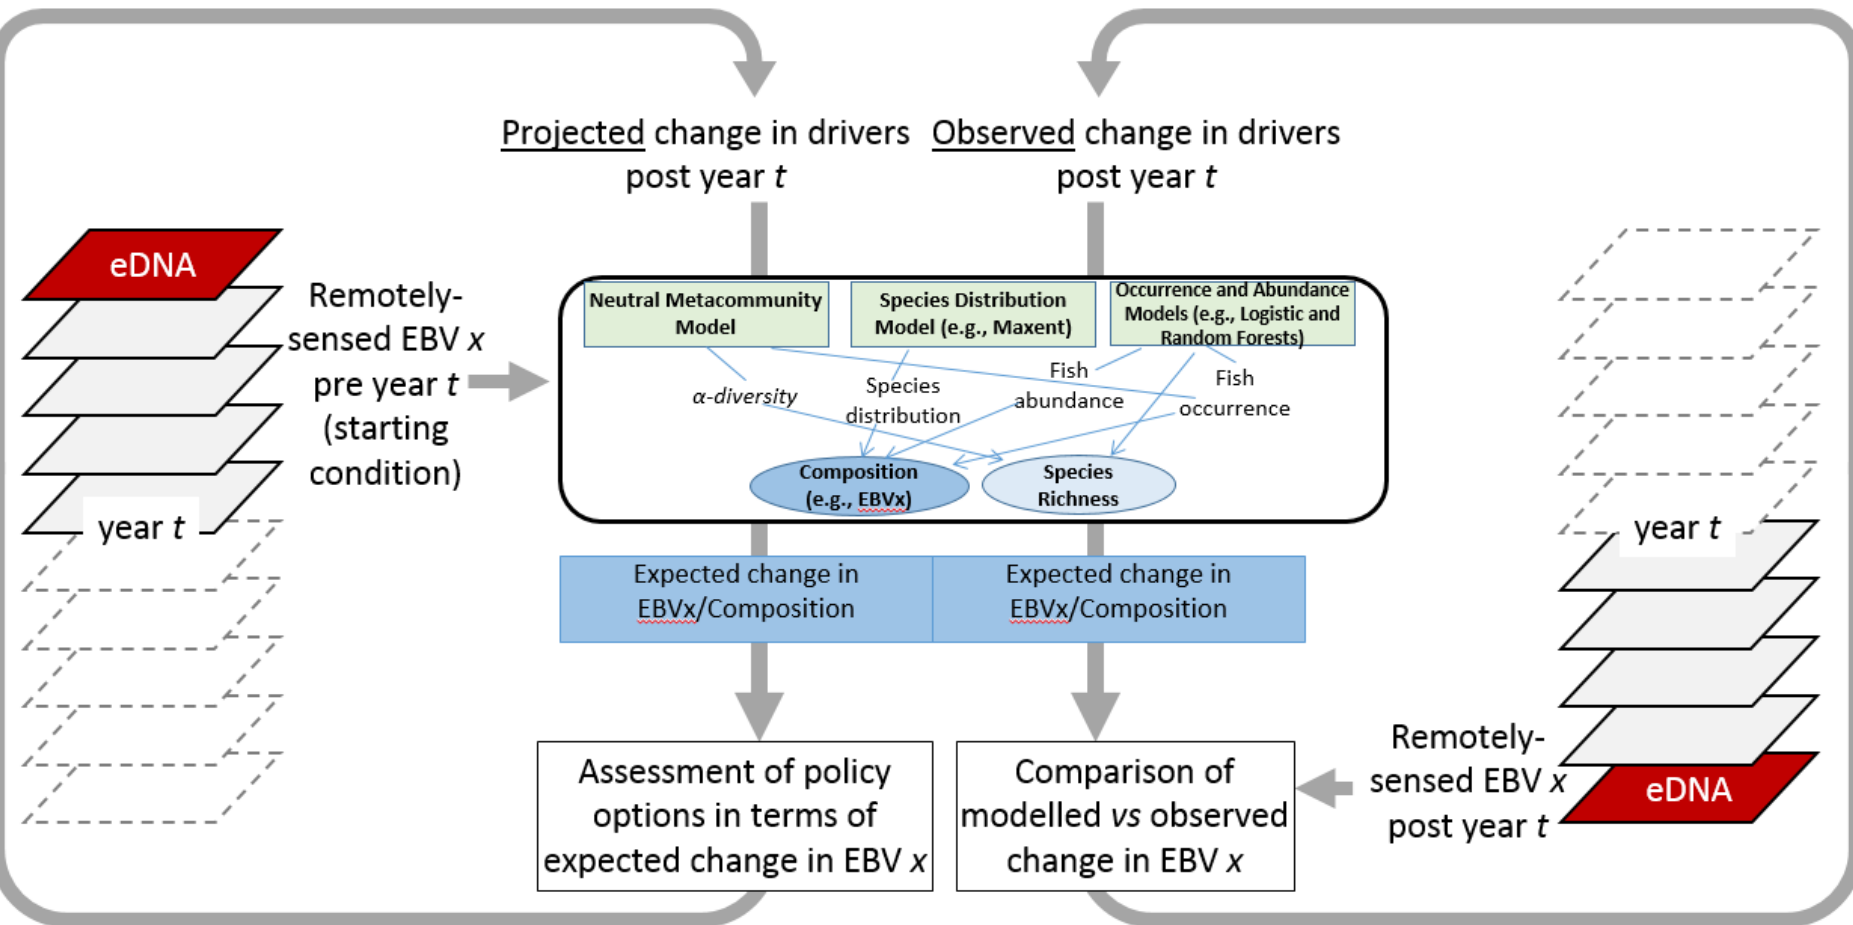 Projected change in drivers
post year t
Observed change in drivers
post year t
eDNA
year t
Remotely-
sensed EBV x
pre year t
(starting
condition)
Neutral Metacommunity
Model
Species Distribution
Model (e.g., Maxent)
Occurrence and Abundance
Models (e.g., Logistic and
Random Forests)
α-diversity
Species
distribution
Fish
abundance
Fish
occurrence
Composition
(e.g., EBVx)
Species
Richness
Expected change in
EBVx/Composition
Expected change in
EBVx/Composition
Assessment of policy
options in terms of
expected change in EBV x
Comparison of
modelled vs observed
change in EBV x
Remotely-
sensed EBV x
post year t
year t
eDNA